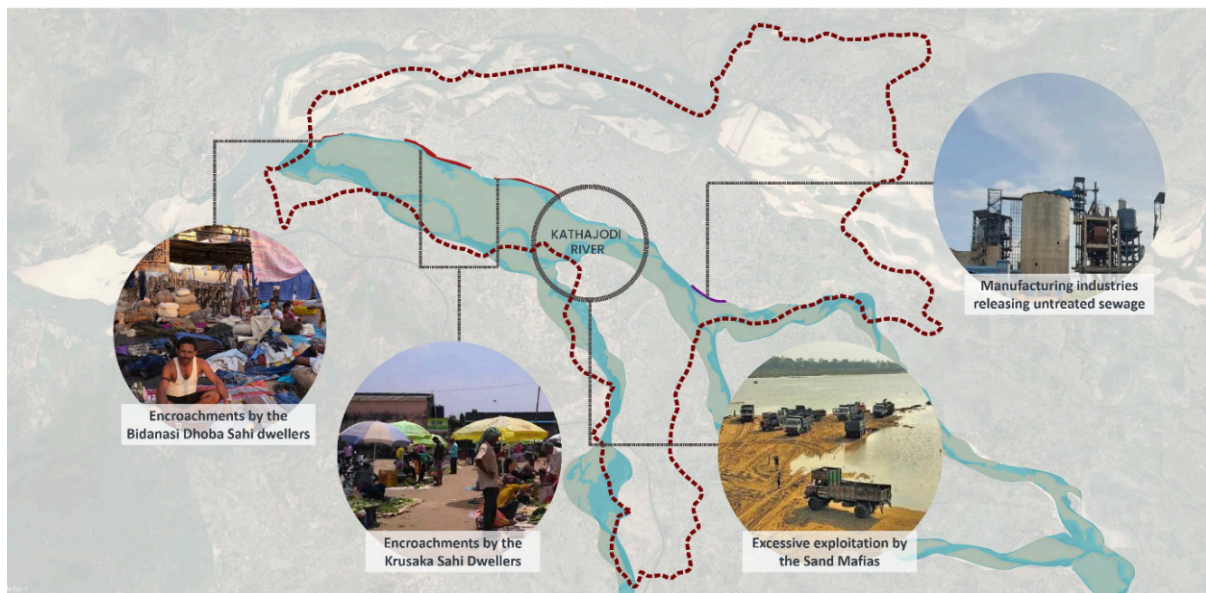 KATHAJODI
RIVER
Manufacturing industries
releasing untreated sewage
Encroachments by the
Bidanasi Dhoba Sahi dwellers
Encroachments by the
Krusaka Sahi Dwellers
Excessive exploitation by
the Sand Mafias